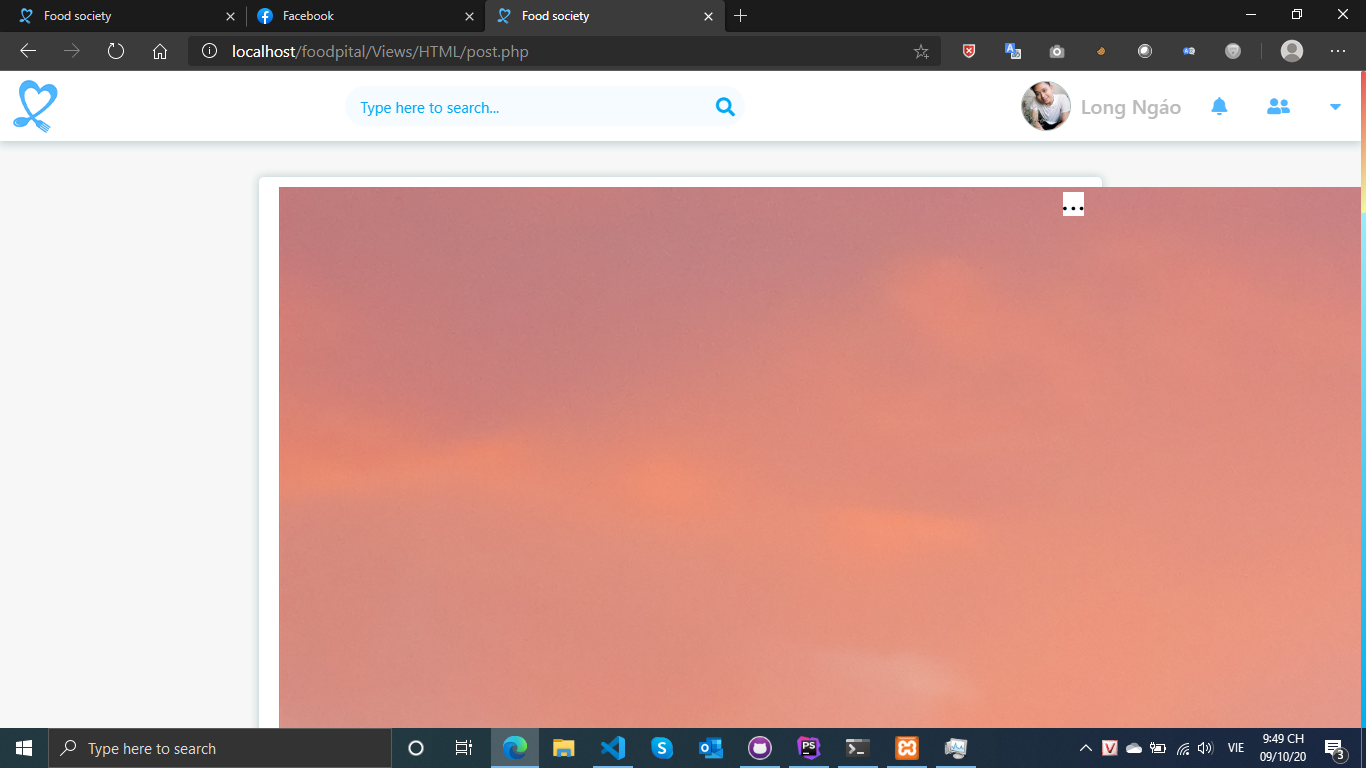 Food society
Facebook
Food society
localhost/foodpital/Views/HTML/post.php
Type here to search...
Long Ngáo
...
Type here to search
VIE
9:49 CH
09/10/20
3